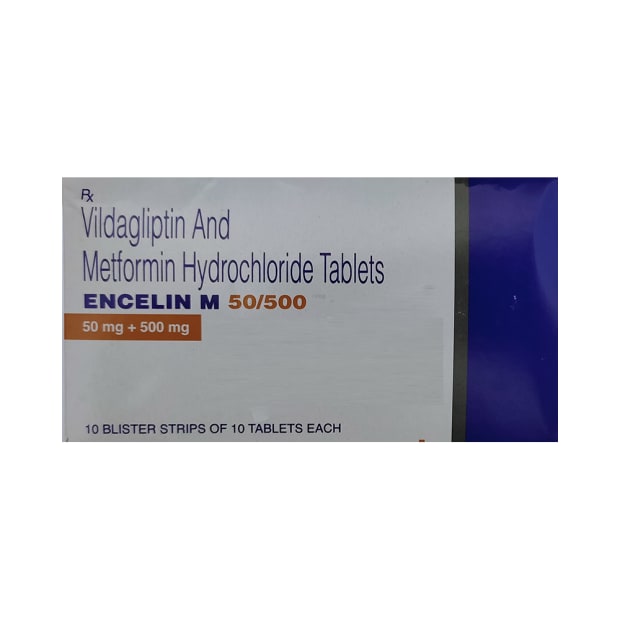 Rx
Vildagliptin And
Metformin Hydrochloride Tablets
ENCELIN M 50/500
50 mg + 500 mg
10 BLISTER STRIPS OF 10 TABLETS EACH